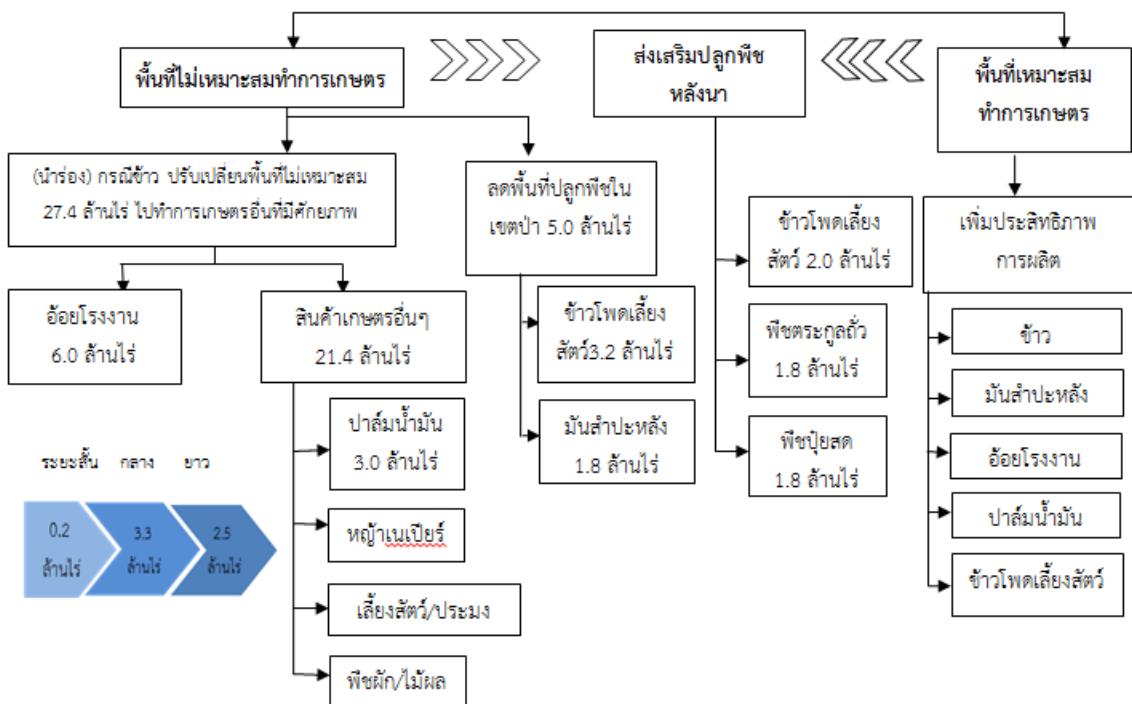 พื้นที่ไม่เหมาะสมทำการเกษตร
ส่งเสริมปลูกพืช
หลังนา
พื้นที่เหมาะสม
ทำการเกษตร
(นำร่อง) กรณีข้าว ปรับเปลี่ยนพื้นที่ไม่เหมาะสม
27.4 ล้านไร่ ไปทำการเกษตรอื่นที่มีศักยภาพ
ลดพื้นที่ปลูกพืชใน
เขตป่า 5.0 ล้านไร่
อ้อยโรงงาน
6.0 ล้านไร่
สินค้าเกษตรอื่นๆ
21.4 ล้านไร่
ข้าวโพดเลี้ยง
สัตว์3.2 ล้านไร่
มันสำปะหลัง
1.8 ล้านไร่
ปาล์มน้ำมัน
3.0 ล้านไร่
หญ้าเนเปียร์
เลี้ยงสัตว์/ประมง
พืชผัก/ไม้ผล
ระยะสั้น กลาง ยาว
0.2
ล้านไร่
3.3
ล้านไร่
2.5
ล้านไร่
ข้าวโพดเลี้ยง
สัตว์ 2.0 ล้านไร่
พืชตระกูลถั่ว
1.8 ล้านไร่
พืชปุ๋ยสด
1.8 ล้านไร่
เพิ่มประสิทธิภาพ
การผลิต
ข้าว
มันสำปะหลัง
อ้อยโรงงาน
ปาล์มน้ำมัน
ข้าวโพดเลี้ยงสัตว์